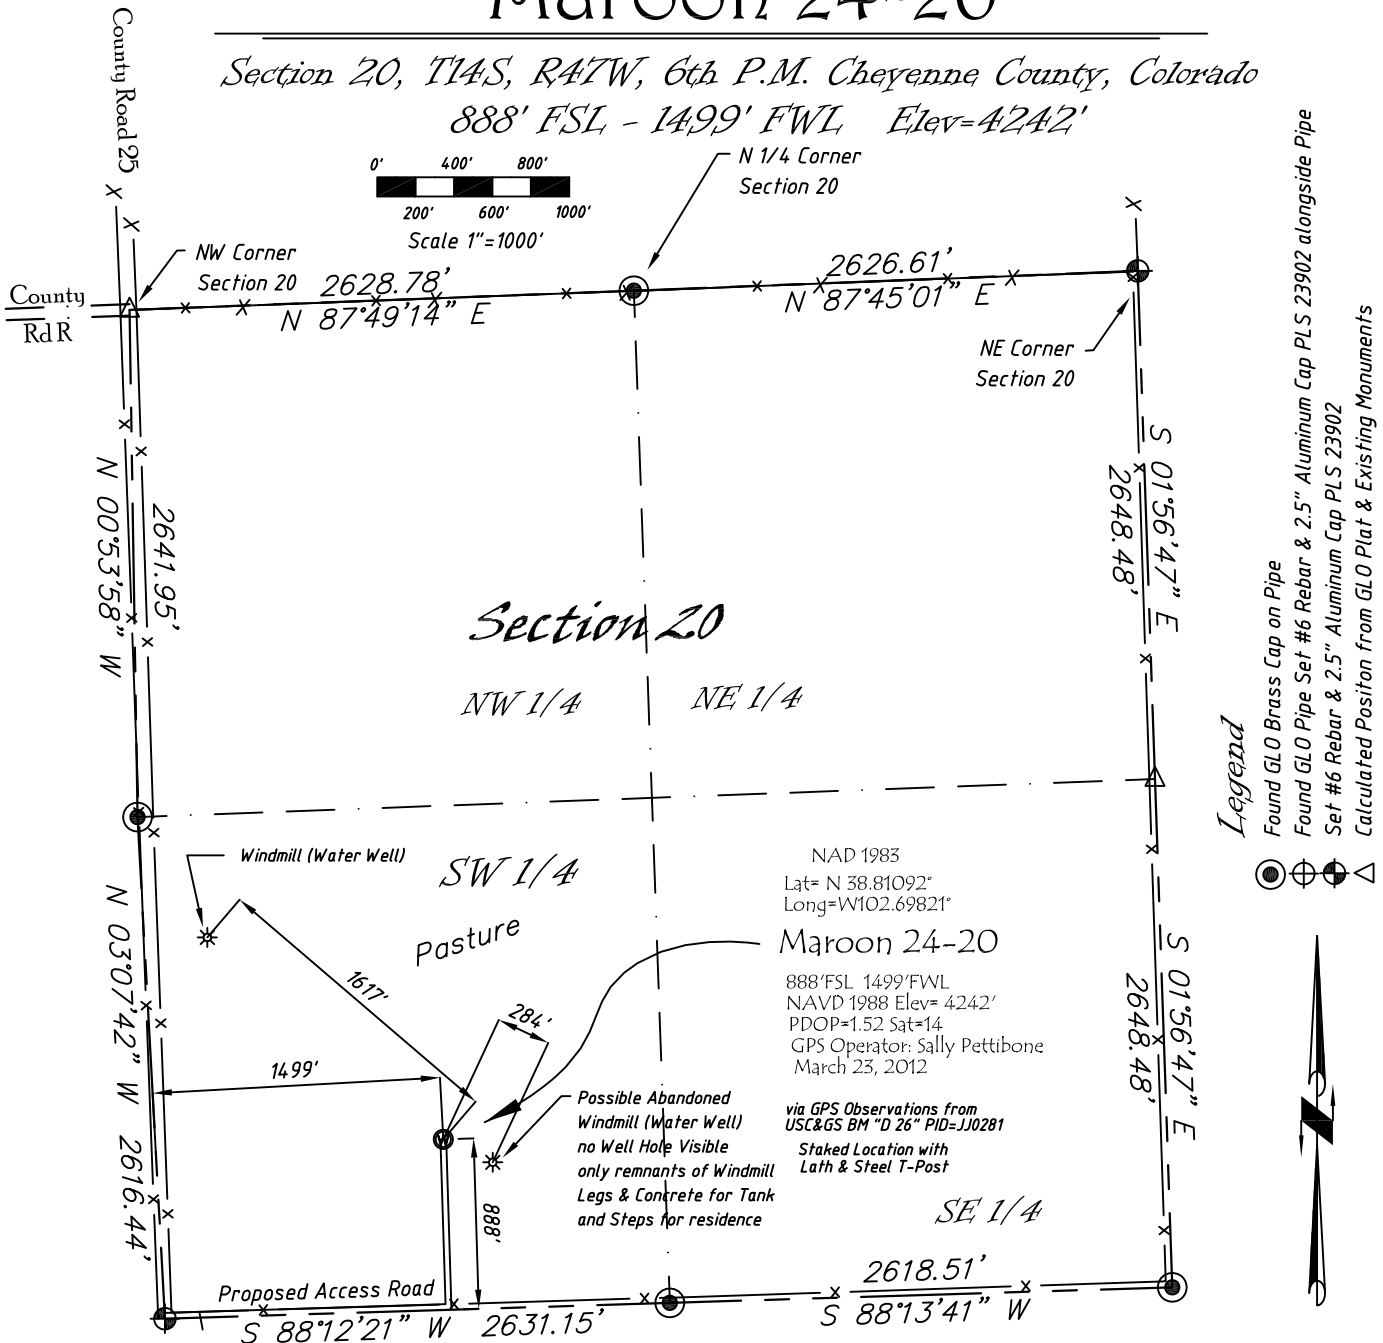 Maroon 24-20
Section 20, T14S, R47W, 6th P.M. Cheyenne County, Colorado
888' FSL - 1499' FWL Elev=4242'
County Road 25
0' 400' 800'
200' 600' 1000'
Scale 1"=1000'
N 1/4 Corner
Section 20
NW Corner
Section 20
County
Rd R
2628.78'
N 87°49'14" E
2626.61'
N 87°45'01" E
NE Corner
Section 20
N 00°53'58" W
2641.95'
S 01°56'47" E
2648.48'
Section 20
NW 1/4
NE 1/4
Windmill (Water Well)
SW 1/4
Pasture
N 03°07'42" W 2616.44'
1617'
284'
1499'
888'
NAD 1983
Lat= N 38.81092°
Long=W102.69821°
Maroon 24-20
888'FSL 1499'FWL
NAVD 1988 Elev= 4242'
PDOP=1.52 Sat=14
GPS Operator: Sally Pettibone
March 23, 2012
via GPS Observations from
USC&GS BM "D 26" PID=JJ0281
Staked Location with
Lath & Steel T-Post
Possible Abandoned
Windmill (Water Well)
no Well Hole Visible
only remnants of Windmill
Legs & Concrete for Tank
and Steps for residence
S 01°56'47" E
2648.48'
SE 1/4
Proposed Access Road
S 88°12'21" W 2631.15'
2618.51'
S 88°13'41" W
Legend
Found GLO Brass Cap on Pipe
Found GLO Pipe Set #6 Rebar & 2.5" Aluminum Cap PLS 23902 alongside Pipe
Set #6 Rebar & 2.5" Aluminum Cap PLS 23902
Calculated Positon from GLO Plat & Existing Monuments